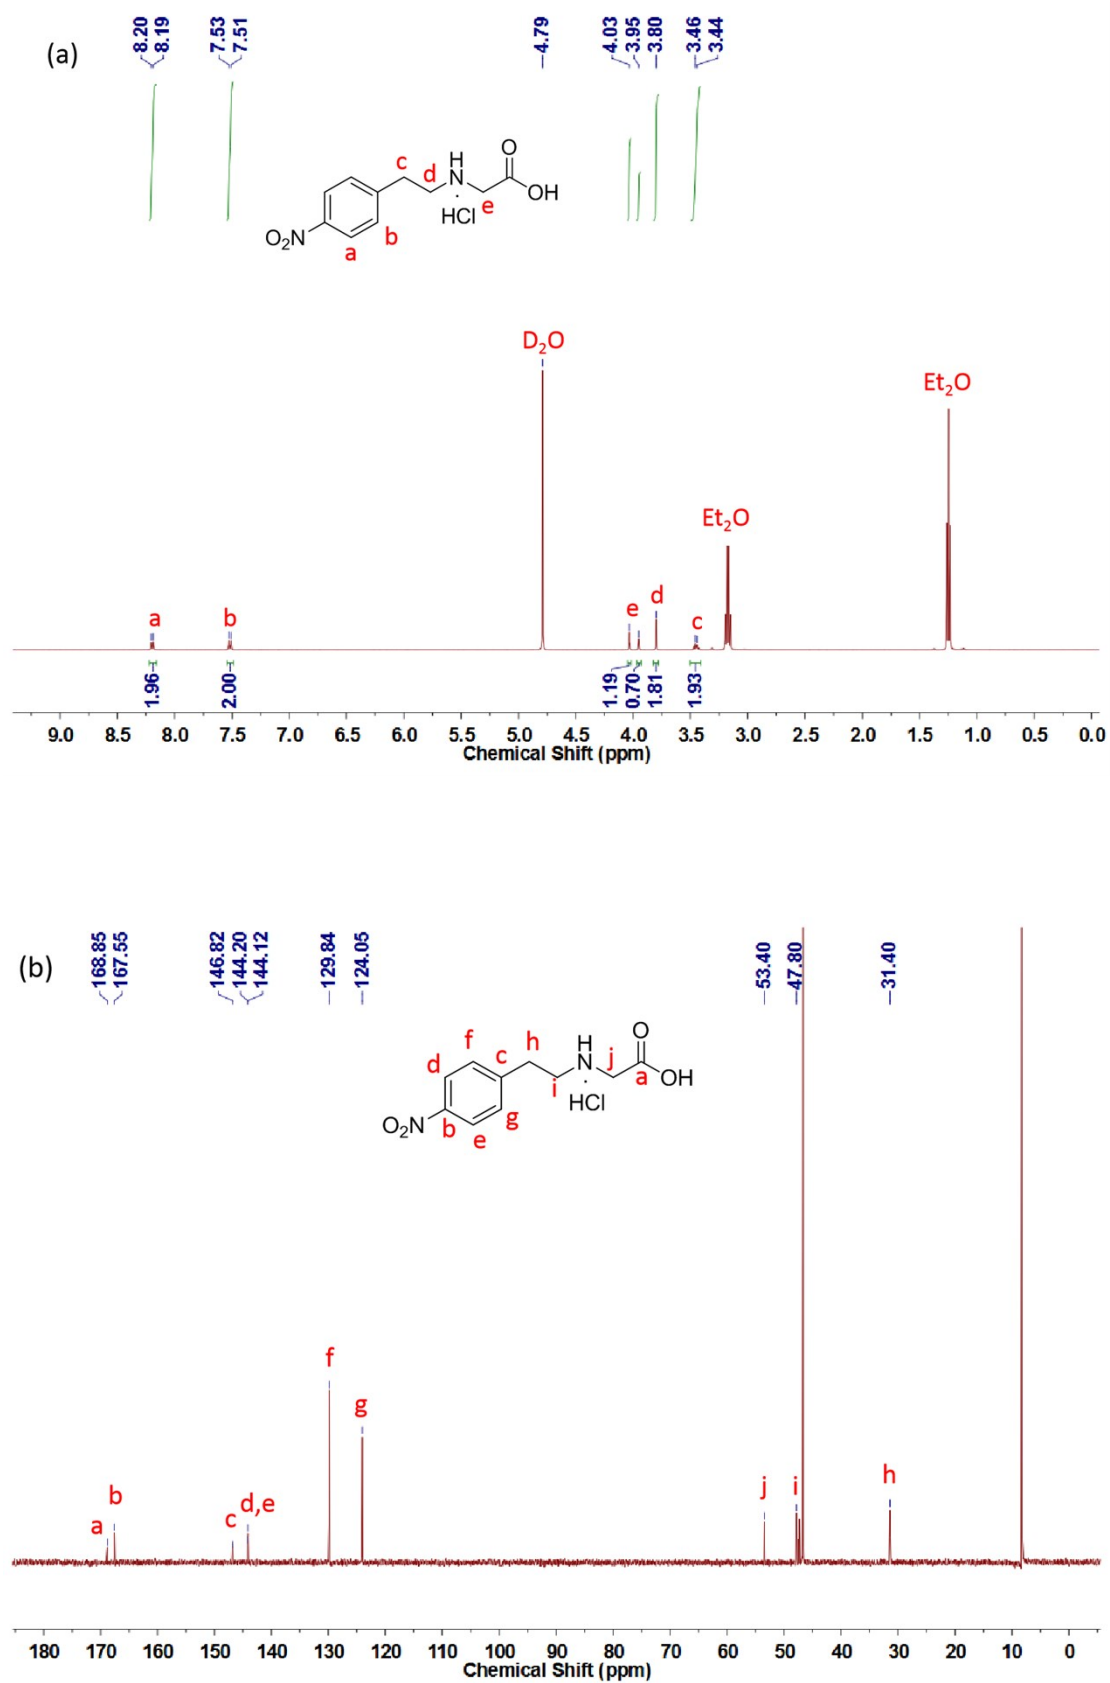 (a)
8.20
8.19
7.53
7.51
4.79
4.03
3.95
3.80
3.46
3.44
c
d
H
N
O
OH
e
HCl
O₂N
b
a
D₂O
Et₂O
Et₂O
a
b
e
d
c
1.96
2.00
1.19
0.70
1.81
1.93
9.0 8.5 8.0 7.5 7.0 6.5 6.0 5.5 5.0 4.5 4.0 3.5 3.0 2.5 2.0 1.5 1.0 0.5 0.0
Chemical Shift (ppm)
(b)
168.85
167.55
146.82
144.20
144.12
129.84
124.05
53.40
47.80
31.40
f
h
H
N
j
O
d
c
i
a
OH
HCl
g
O₂N
b
e
f
g
b
a
c
d,e
j
i
h
180 170 160 150 140 130 120 110 100 90 80 70 60 50 40 30 20 10 0
Chemical Shift (ppm)